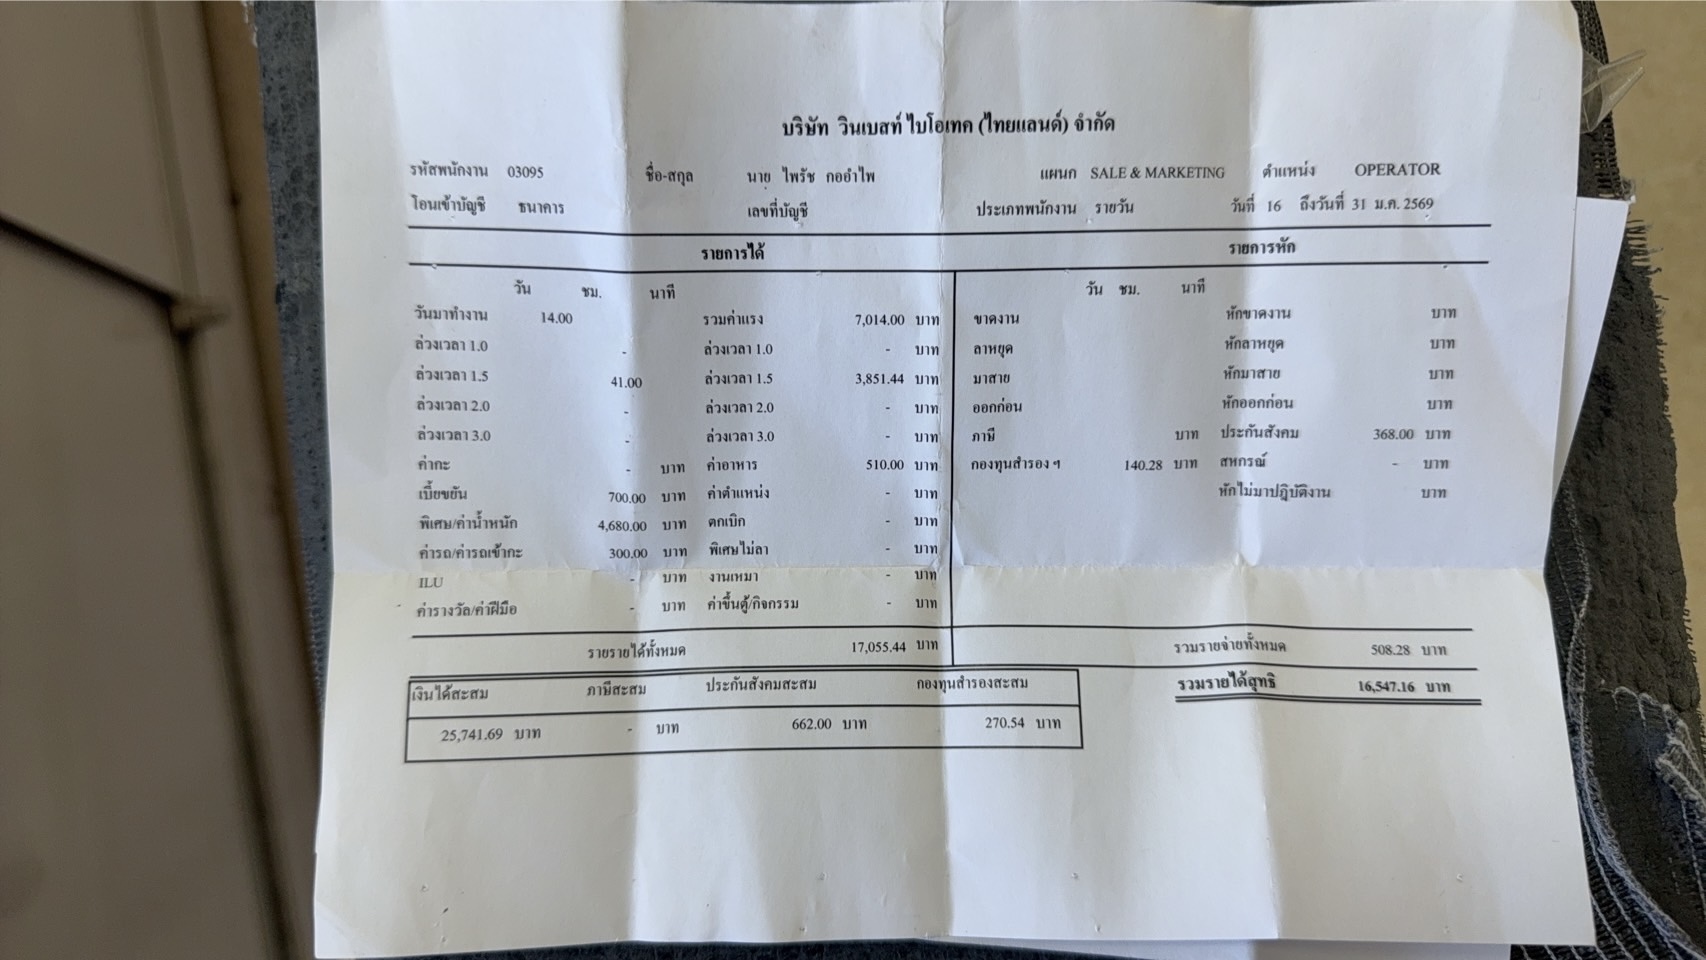 บริษัท วินเบสท์ ไบโอเทค (ไทยแลนด์) จำกัด
รหัสพนักงาน 03095 ชื่อ-สกุล นาย ไพรัช กออำไพ แผนก SALE & MARKETING ตำแหน่ง OPERATOR
โอนเข้าบัญชี ธนาคาร เลขที่บัญชี ประเภทพนักงาน รายวัน วันที่ 16 ถึงวันที่ 31 ม.ค. 2569
รายการได้ รายการหัก
วัน ชม. นาที วัน ชม. นาที
วันมาทำงาน 14.00 รวมค่าแรง 7,014.00 บาท ขาดงาน หักขาดงาน บาท
ล่วงเวลา 1.0 - ล่วงเวลา 1.0 - บาท ลาหยุด หักลาหยุด บาท
ล่วงเวลา 1.5 41.00 ล่วงเวลา 1.5 3,851.44 บาท มาสาย หักมาสาย บาท
ล่วงเวลา 2.0 - ล่วงเวลา 2.0 - บาท ออกก่อน หักออกก่อน บาท
ล่วงเวลา 3.0 - ล่วงเวลา 3.0 - บาท ภาษี บาท ประกันสังคม 368.00 บาท
ค่ากะ - บาท ค่าอาหาร 510.00 บาท กองทุนสำรอง ฯ 140.28 บาท สหกรณ์ - บาท
เบี้ยขยัน 700.00 บาท ค่าตำแหน่ง - บาท หักไม่มาปฎิบัติงาน บาท
พิเศษ/ค่าน้ำหนัก 4,680.00 บาท ตกเบิก - บาท
ค่ารถ/ค่ารถเข้ากะ 300.00 บาท พิเศษไม่ลา - บาท
ILU - บาท งานเหมา - บาท
ค่ารางวัล/ค่าฝีมือ - บาท ค่าขึ้นตู้/กิจกรรม - บาท
รายรายได้ทั้งหมด 17,055.44 บาท รวมรายจ่ายทั้งหมด 508.28 บาท
เงินได้สะสม ภาษีสะสม ประกันสังคมสะสม กองทุนสำรองสะสม รวมรายได้สุทธิ 16,547.16 บาท
25,741.69 บาท - บาท 662.00 บาท 270.54 บาท